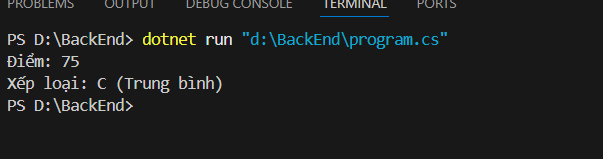 PROBLEMS OUTPUT DEBUG CONSOLE TERMINAL PORTS
PS D:\BackEnd> dotnet run "d:\BackEnd\program.cs"
Điểm: 75
Xếp loại: C (Trung bình)
PS D:\BackEnd>